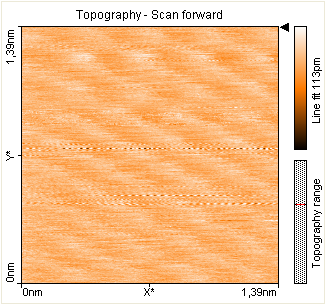 Topography - Scan forward
1,39nm
Y*
0nm
0nm
X*
1,39nm
Line fit 113pm
Topography range